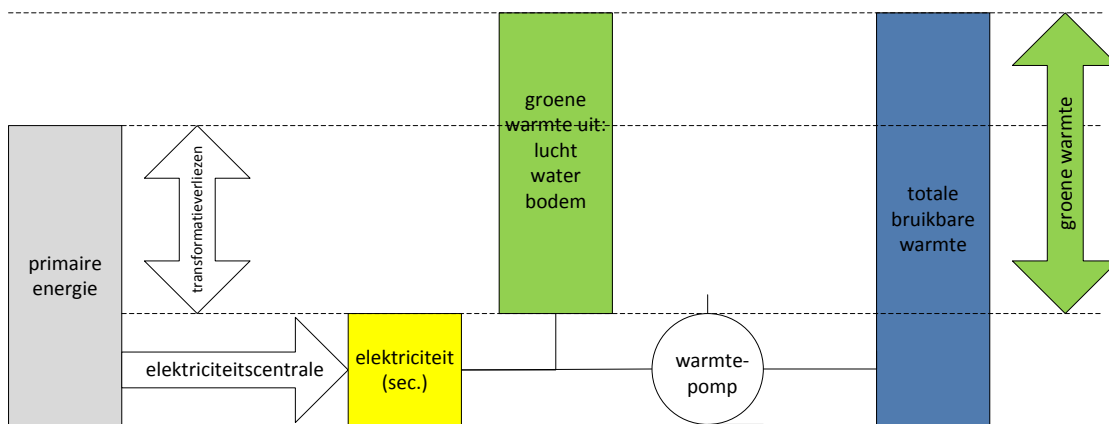 primaire
energie
transformatieverliezen
elektriciteitscentrale
elektriciteit
(sec.)
groene
warmte uit:
lucht
water
bodem
warmte-
pomp
totale
bruikbare
warmte
groene warmte